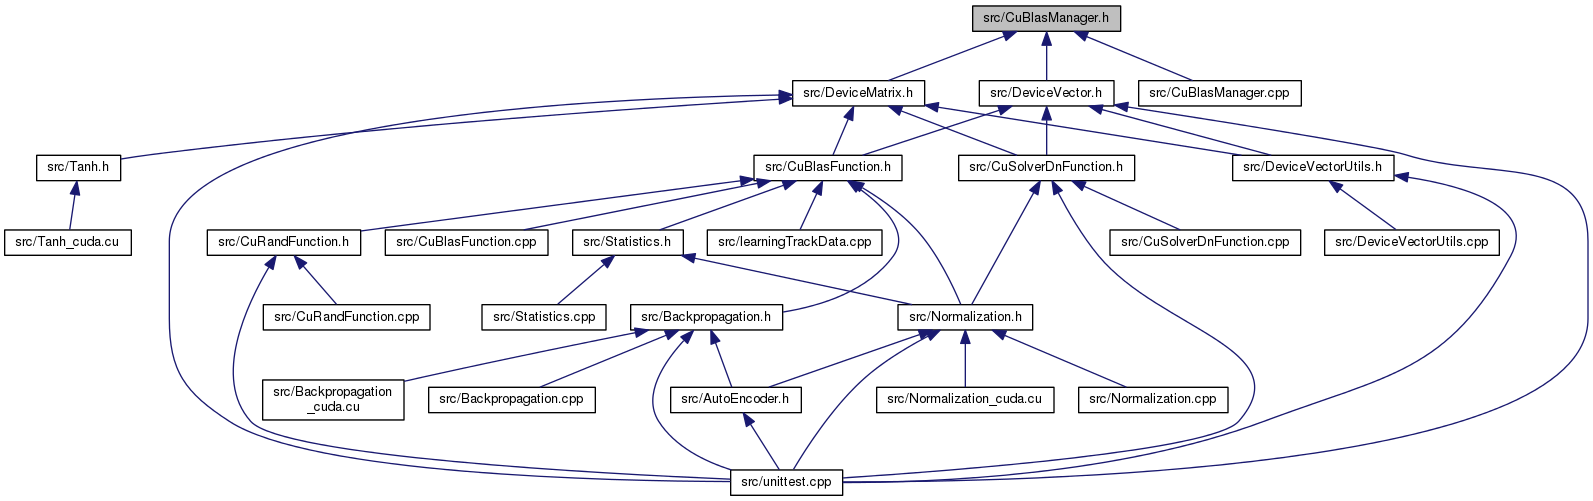 src/CuBlasManager.h
src/DeviceMatrix.h
src/DeviceVector.h
src/CuBlasManager.cpp
src/Tanh.h
src/CuBlasFunction.h
src/CuSolverDnFunction.h
src/DeviceVectorUtils.h
src/Tanh_cuda.cu
src/CuRandFunction.h
src/CuBlasFunction.cpp
src/Statistics.h
src/learningTrackData.cpp
src/CuSolverDnFunction.cpp
src/DeviceVectorUtils.cpp
src/CuRandFunction.cpp
src/Statistics.cpp
src/Backpropagation.h
src/Normalization.h
src/Backpropagation
_cuda.cu
src/Backpropagation.cpp
src/AutoEncoder.h
src/Normalization_cuda.cu
src/Normalization.cpp
src/unittest.cpp